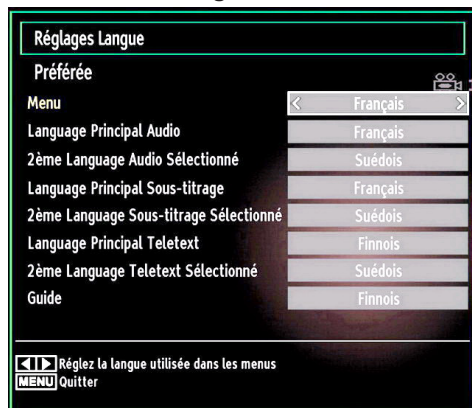 Réglages Langue
Préférée
Menu < Français >
Language Principal Audio Français
2ème Language Audio Sélectionné Suédois
Language Principal Sous-titrage Français
2ème Language Sous-titrage Sélectionné Suédois
Language Principal Teletext Finnois
2ème Language Teletext Sélectionné Suédois
Guide Finnois
Réglez la langue utilisée dans les menus
MENU Quitter